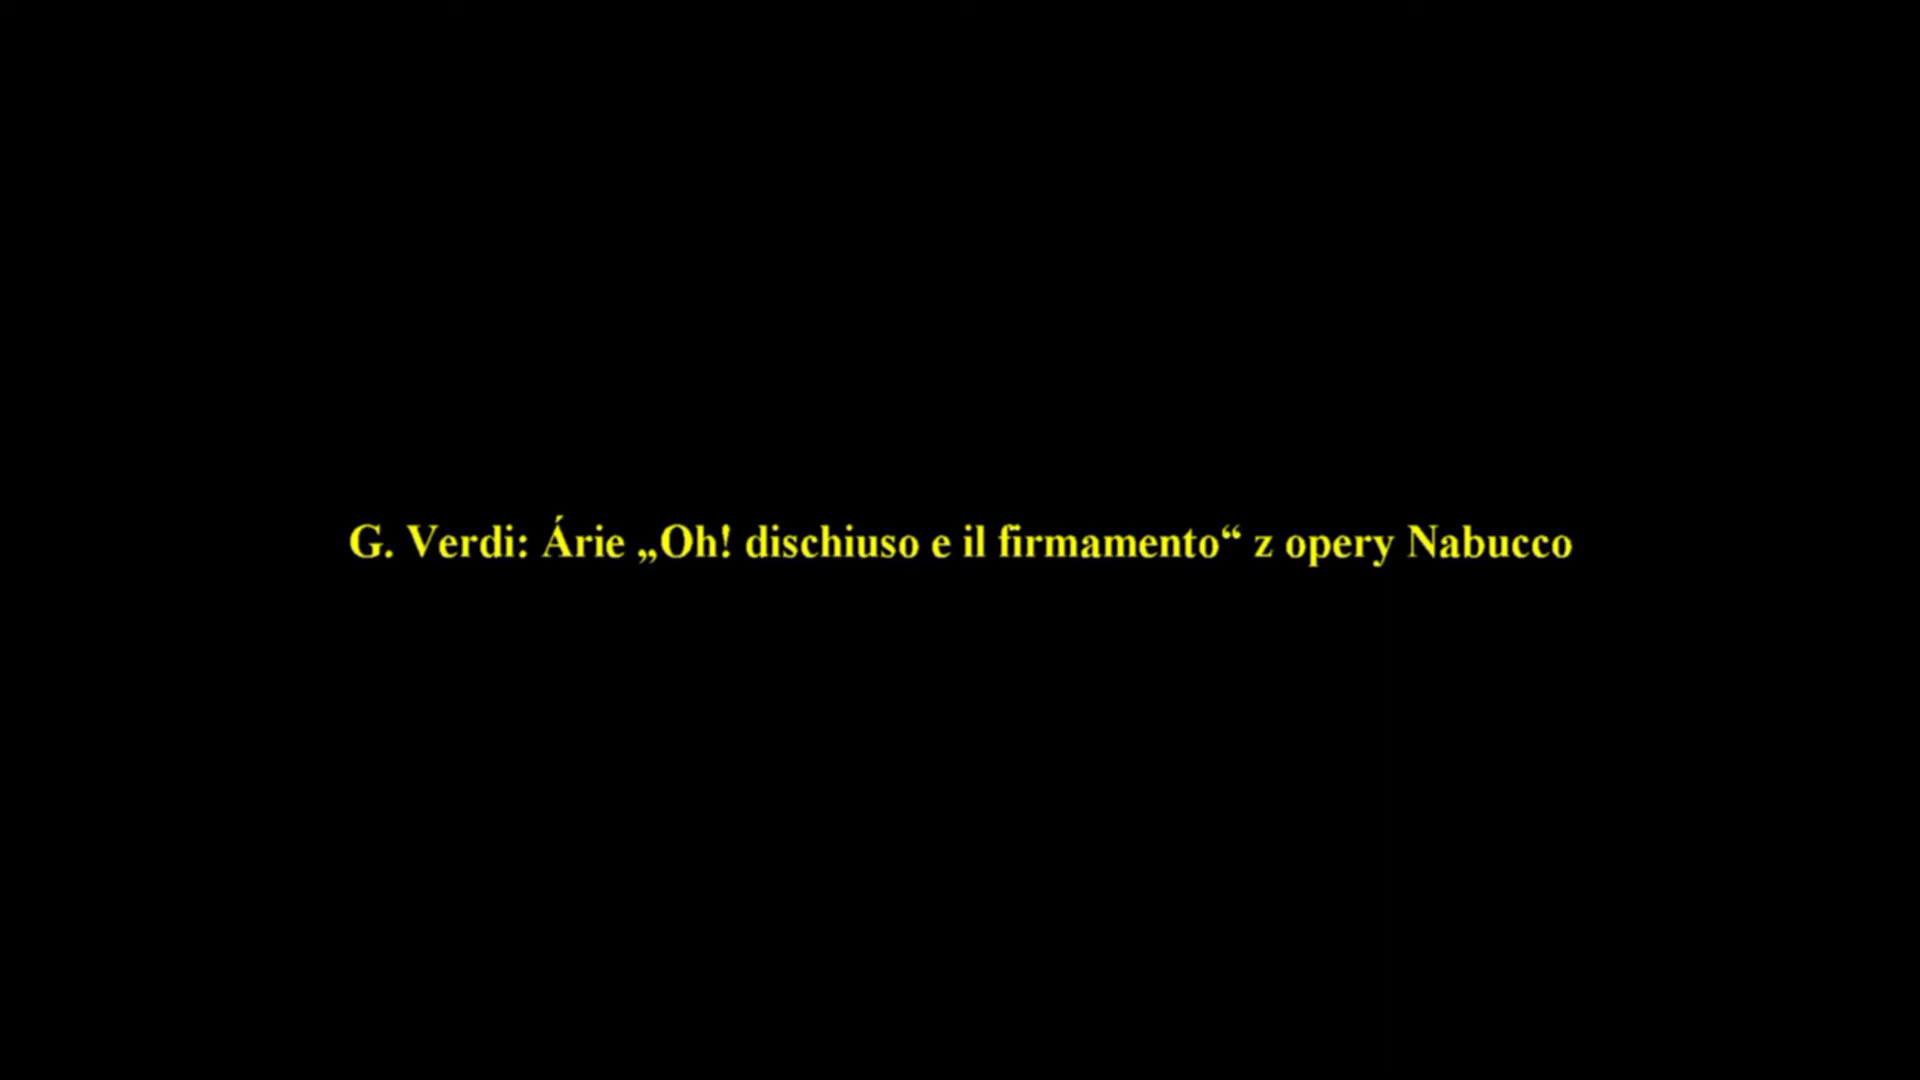 G. Verdi: Árie „Oh! dischiuso e il firmamento“ z opery Nabucco